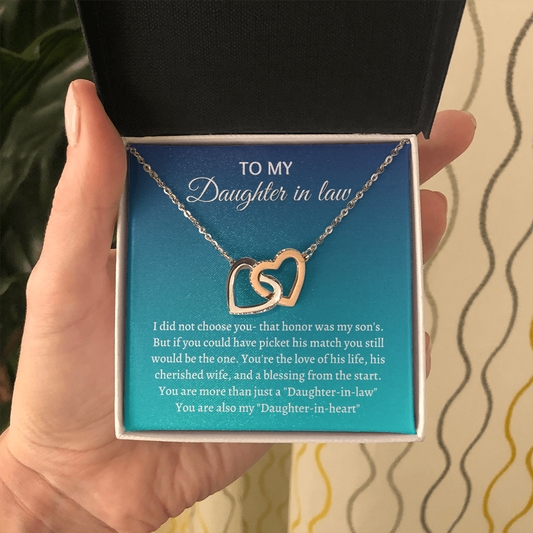 TO MY
Daughter in law
I did not choose you- that honor was my son's.
But if you could have picket his match you still
would be the one. You're the love of his life, his
cherished wife, and a blessing from the start.
You are more than just a "Daughter-in-law"
You are also my "Daughter-in-heart"